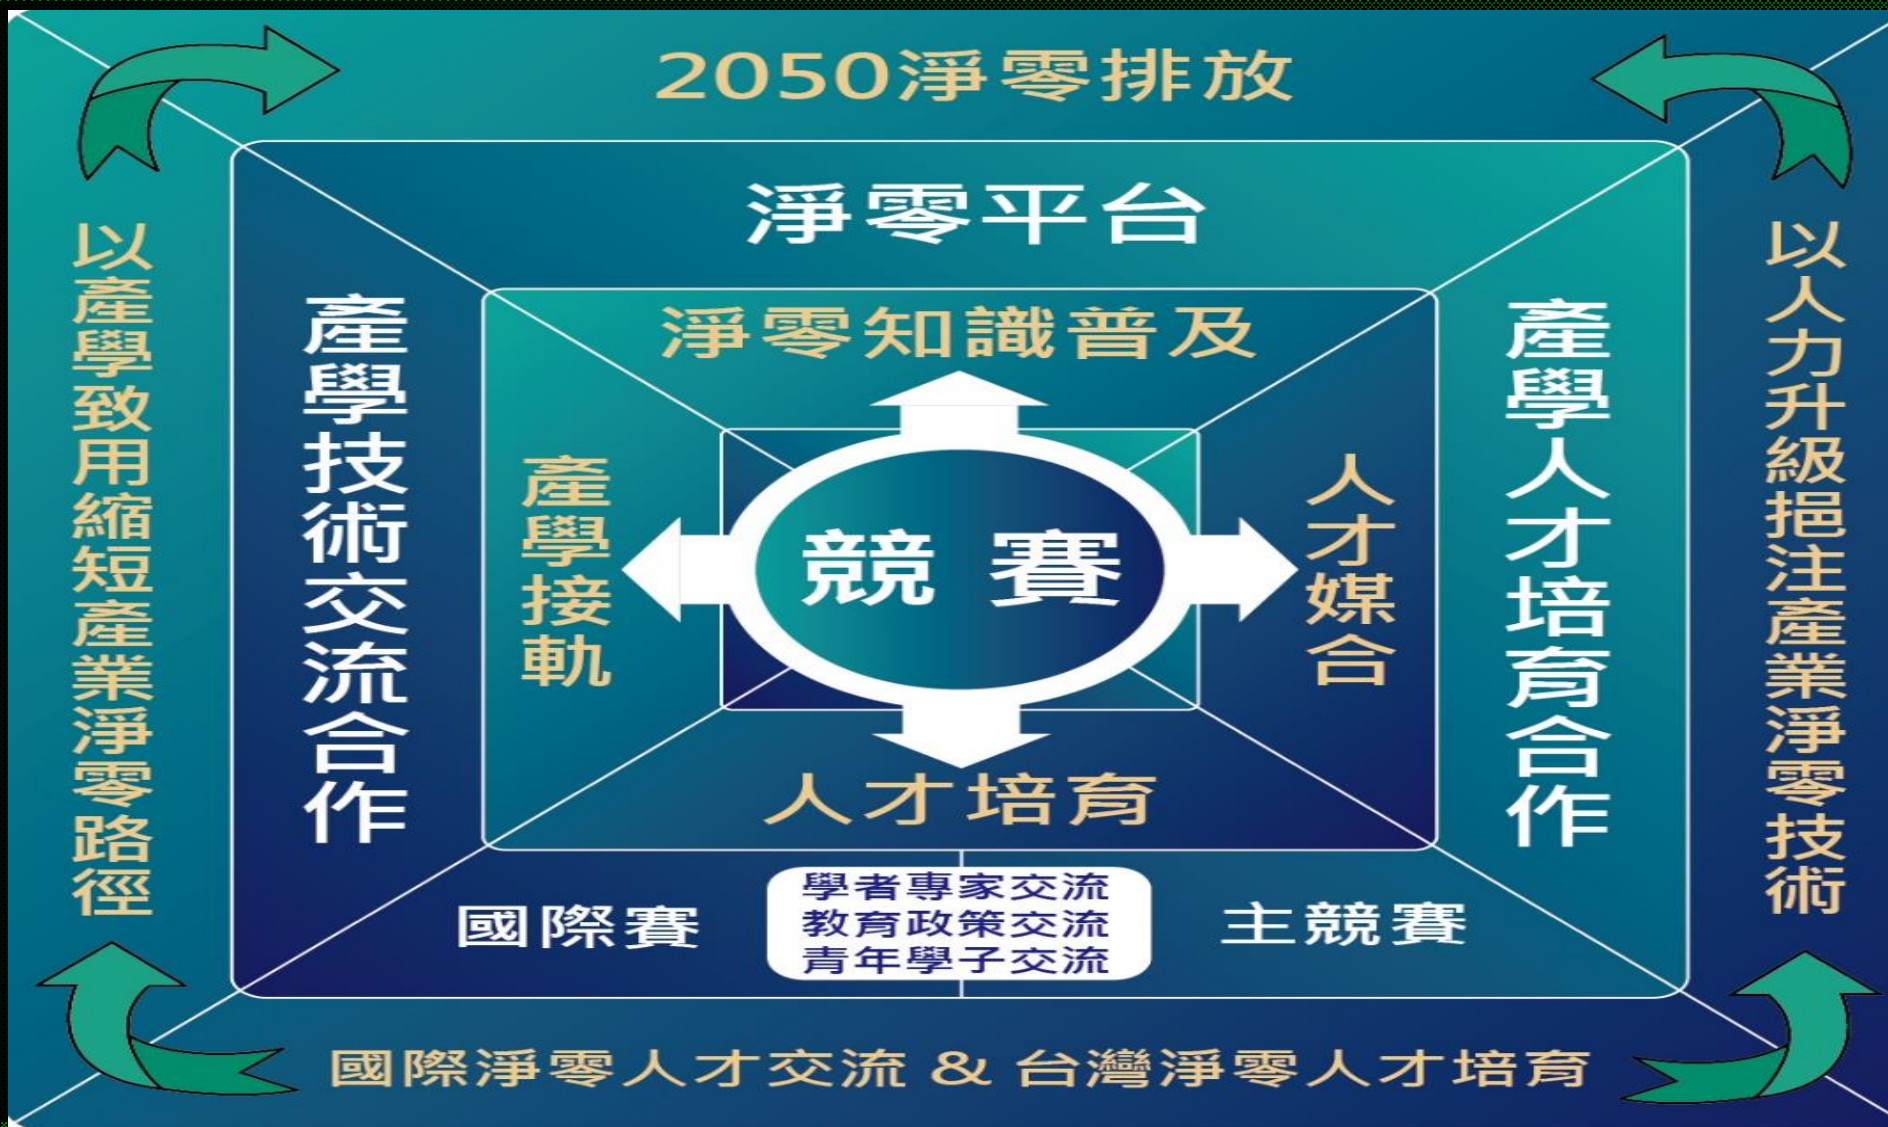 2050淨零排放
淨零平台
淨零知識普及
以產學致用縮短產業淨零路徑
產學技術交流合作
產學接軌
競賽
人才媒合
產學人才培育合作
以人力升級挹注產業淨零技術
人才培育
國際賽
學者專家交流
教育政策交流
青年學子交流
主競賽
國際淨零人才交流 & 台灣淨零人才培育